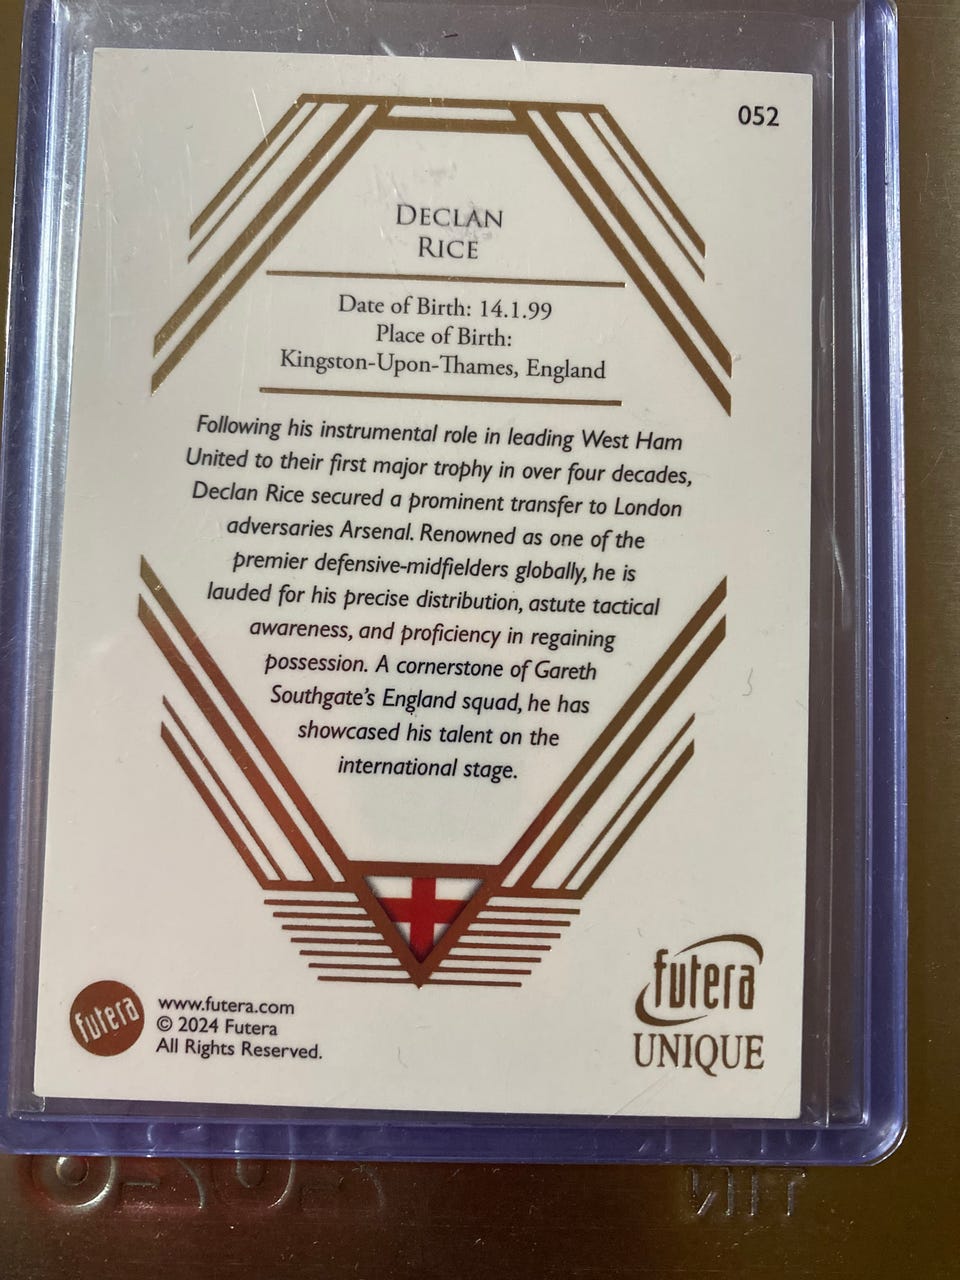 052
DECLAN
RICE
Date of Birth: 14.1.99
Place of Birth:
Kingston-Upon-Thames, England
Following his instrumental role in leading West Ham
United to their first major trophy in over four decades,
Declan Rice secured a prominent transfer to London
adversaries Arsenal. Renowned as one of the
premier defensive-midfielders globally, he is
lauded for his precise distribution, astute tactical
awareness, and proficiency in regaining
possession. A cornerstone of Gareth
Southgate's England squad, he has
showcased his talent on the
international stage.
futera
www.futera.com
© 2024 Futera
All Rights Reserved.
futera
UNIQUE